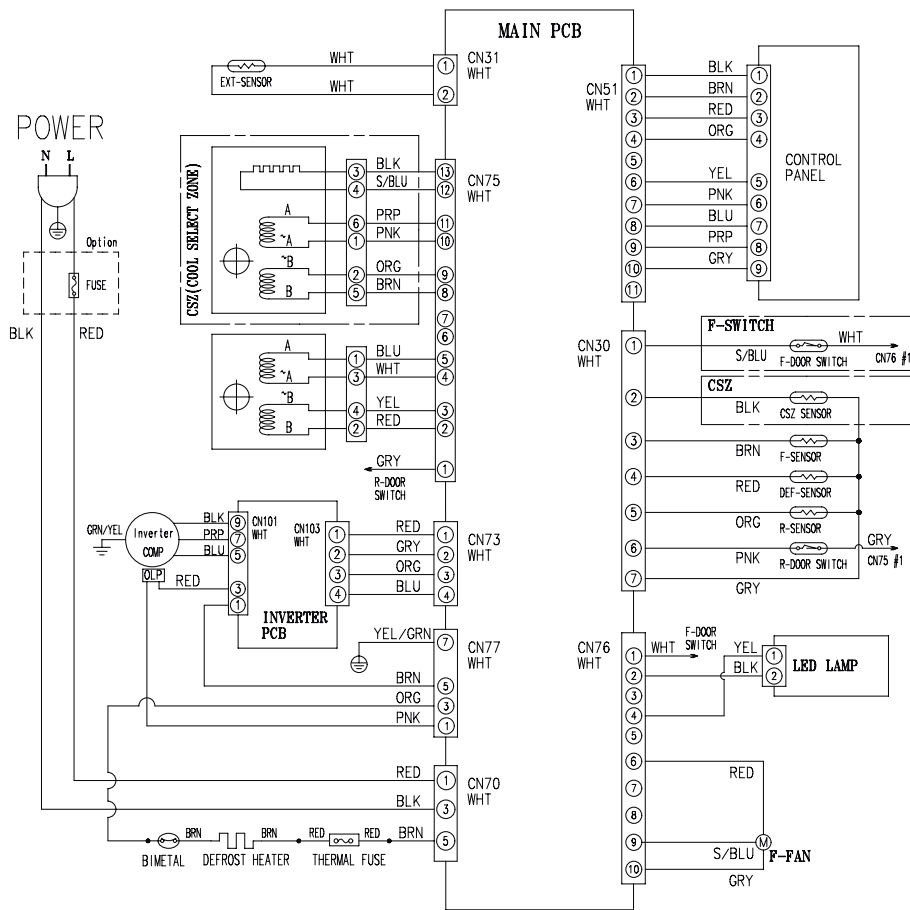 MAIN PCB
POWER
N L
Option
FUSE
BLK RED
WHT
WHT
EXT-SENSOR
1
2
CN31
WHT
CSZ(COOL SELECT ZONE)
A
~A
~B
B
3 BLK 13
4 S/BLU 12
6 PRP 11
1 PNK 10
2 ORG 9
5 BRN 8
7
6
CN75
WHT
A
~A
~B
B
1 BLU 5
3 WHT 4
4 YEL 3
2 RED 2
GRY 1
R-DOOR
SWITCH
GRN/YEL
Inverter
COMP
OLP
BLK 9
PRP 7
BLU 5
RED 3
1
CN101
WHT
CN103
WHT
INVERTER
PCB
1 RED 1
2 GRY 2
3 ORG 3
4 BLU 4
CN73
WHT
YEL/GRN 7
BRN 5
ORG 3
PNK 1
CN77
WHT
RED 1
BLK 3
BRN 5
CN70
WHT
BRN BRN RED RED
BIMETAL DEFROST HEATER THERMAL FUSE
CN51
WHT
1 BLK 1
2 BRN 2
3 RED 3
4 ORG 4
5
6 YEL 5
7 PNK 6
8 BLU 7
9 PRP 8
10 GRY 9
11
CONTROL
PANEL
CN30
WHT
F-SWITCH
1 S/BLU F-DOOR SWITCH WHT CN76 #1
CSZ
2 BLK CSZ SENSOR
3 BRN F-SENSOR
4 RED DEF-SENSOR
5 ORG R-SENSOR
6 PNK R-DOOR SWITCH GRY CN75 #1
7 GRY
CN76
WHT
F-DOOR
SWITCH
1 WHT YEL 1
2 BLK 2
LED LAMP
3
4
5
6 RED
7
8
9 S/BLU M F-FAN
10 GRY